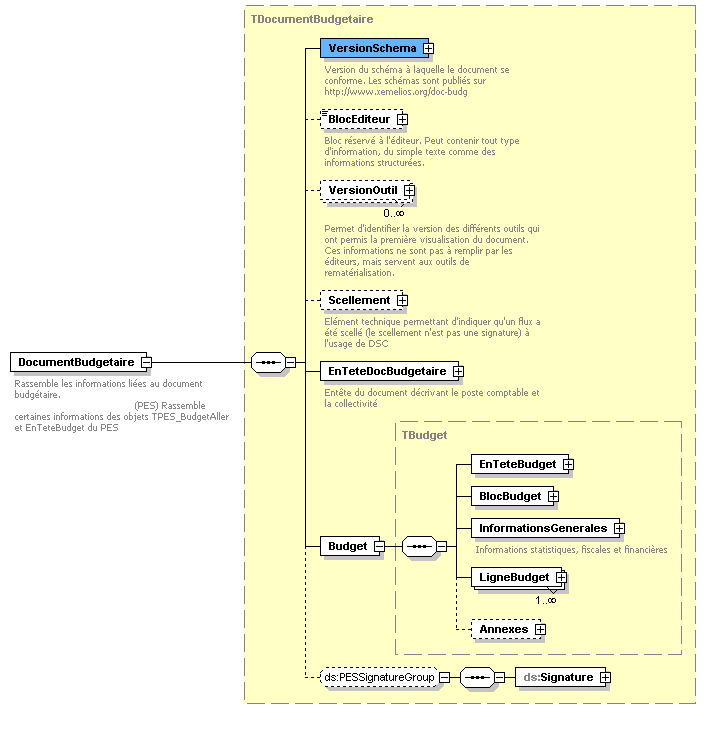 TDocumentBudgetaire
VersionSchema
Version du schéma à laquelle le document se
conforme. Les schémas sont publiés sur
http://www.xemelios.org/doc-budg
BlocEditeur
Bloc réservé à l'éditeur. Peut contenir tout type
d'information, du simple texte comme des
informations structurées.
VersionOutil
0..∞
Permet d'identifier la version des différents outils qui
ont permis la première visualisation du document.
Ces informations ne sont pas à remplir par les
éditeurs, mais servent aux outils de
rematérialisation.
Scellement
Elément technique permettant d'indiquer qu'un flux a
été scellé (le scellement n'est pas une signature) à
l'usage de DSC
DocumentBudgetaire
Rassemble les informations liées au document
budgétaire.
(PES) Rassemble
certaines informations des objets TPES_BudgetAller
et EnTeteBudget du PES
EnTeteDocBudgetaire
Entête du document décrivant le poste comptable et
la collectivité
TBudget
EnTeteBudget
BlocBudget
InformationsGenerales
Informations statistiques, fiscales et financières
Budget
LigneBudget
1..∞
Annexes
ds:PESSignatureGroup
ds:Signature